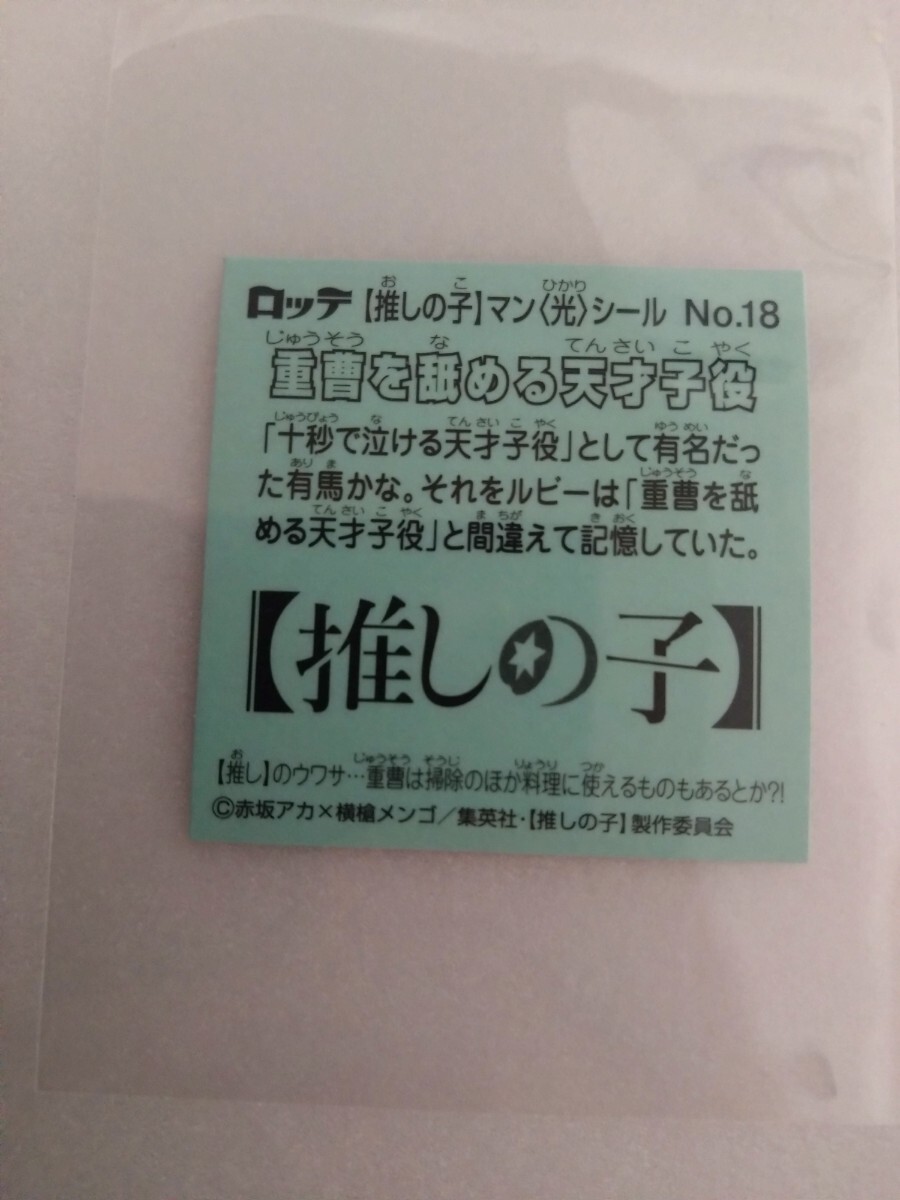 ロッテ【推しの子】マン〈光〉シール No.18
重曹を舐める天才子役
「十秒で泣ける天才子役」として有名だっ
た有馬かな。それをルビーは「重曹を舐
める天才子役」と間違えて記憶していた。
【推しの子】
【推し】のウワサ…重曹は掃除のほか料理に使えるものもあるとか?!
©赤坂アカ×横槍メンゴ／集英社・【推しの子】製作委員会